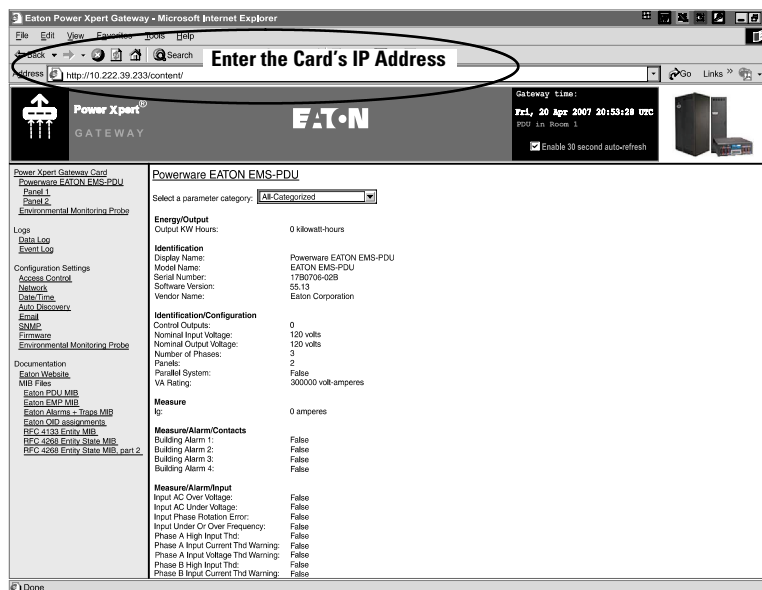 Eaton Power Xpert Gateway - Microsoft Internet Explorer
File Edit View Favorites Tools Help
Back Search Enter the Card's IP Address
Address http://10.222.39.233/content/ Go Links »
Power Xpert®
GATEWAY
EATON
Gateway time:
Fri, 20 Apr 2007 20:53:28 UTC
PDU in Room 1
Enable 30 second auto-refresh
Power Xpert Gateway Card
Powerware EATON EMS-PDU
Panel 1
Panel 2
Environmental Monitoring Probe
Logs
Data Log
Event Log
Configuration Settings
Access Control
Network
Date/Time
Auto Discovery
Email
SNMP
Firmware
Environmental Monitoring Probe
Documentation
Eaton Website
MIB Files
Eaton PDU MIB
Eaton EMP MIB
Eaton Alarms + Traps MIB
Eaton OID assignments
RFC 4133 Entity MIB
RFC 4268 Entity State MIB
RFC 4268 Entity State MIB, part 2
Powerware EATON EMS-PDU
Select a parameter category: All-Categorized
Energy/Output
Output KW Hours: 0 kilowatt-hours
Identification
Display Name: Powerware EATON EMS-PDU
Model Name: EATON EMS-PDU
Serial Number: 17B0706-02B
Software Version: 55.13
Vendor Name: Eaton Corporation
Identification/Configuration
Control Outputs: 0
Nominal Input Voltage: 120 volts
Nominal Output Voltage: 120 volts
Number of Phases: 3
Panels: 2
Parallel System: False
VA Rating: 300000 volt-amperes
Measure
Ig: 0 amperes
Measure/Alarm/Contacts
Building Alarm 1: False
Building Alarm 2: False
Building Alarm 3: False
Building Alarm 4: False
Measure/Alarm/Input
Input AC Over Voltage: False
Input AC Under Voltage: False
Input Phase Rotation Error: False
Input Under Or Over Frequency: False
Phase A High Input Thd: False
Phase A Input Current Thd Warning: False
Phase A Input Voltage Thd Warning: False
Phase B High Input Thd: False
Phase B Input Current Thd Warning: False
Done